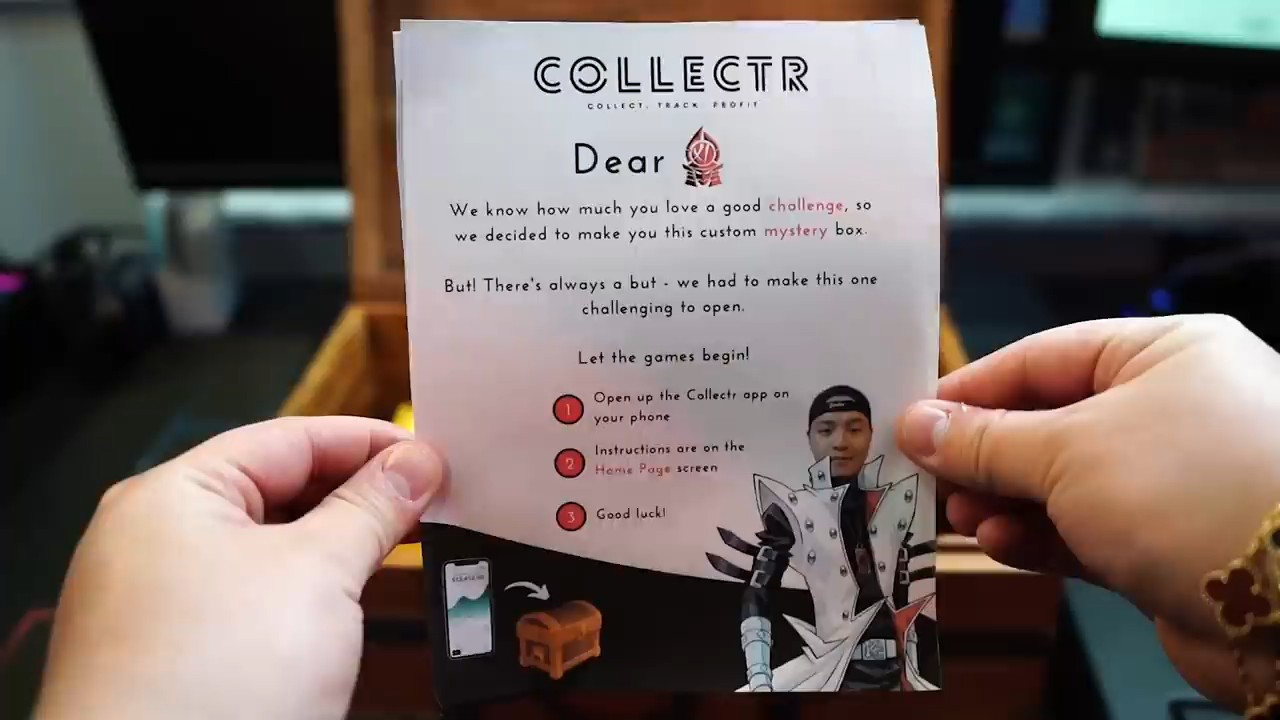 COLLECTR
COLLECT. TRACK. PROFIT
Dear
We know how much you love a good challenge, so
we decided to make you this custom mystery box.
But! There's always a but - we had to make this one
challenging to open.
Let the games begin!
1 Open up the Collectr app on
your phone
2 Instructions are on the
Home Page screen
3 Good luck!